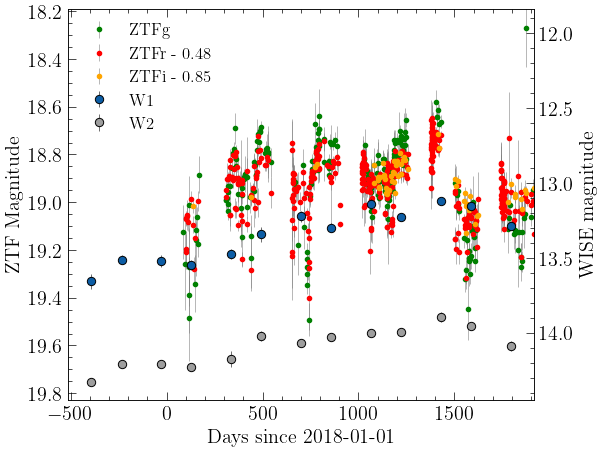 18.2
18.4
18.6
18.8
19.0
19.2
19.4
19.6
19.8
ZTF Magnitude
ZTFg
ZTFr - 0.48
ZTFi - 0.85
W1
W2
12.0
12.5
13.0
13.5
14.0
WISE magnitude
−500 0 500 1000 1500
Days since 2018-01-01